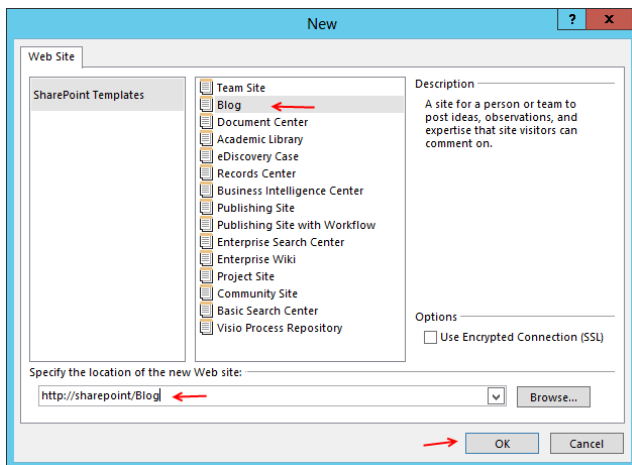 New
?
x
Web Site
SharePoint Templates
Team Site
Blog
Document Center
Academic Library
eDiscovery Case
Records Center
Business Intelligence Center
Publishing Site
Publishing Site with Workflow
Enterprise Search Center
Enterprise Wiki
Project Site
Community Site
Basic Search Center
Visio Process Repository
Description
A site for a person or team to
post ideas, observations, and
expertise that site visitors can
comment on.
Options
Use Encrypted Connection (SSL)
Specify the location of the new Web site:
http://sharepoint/Blog
Browse...
OK
Cancel